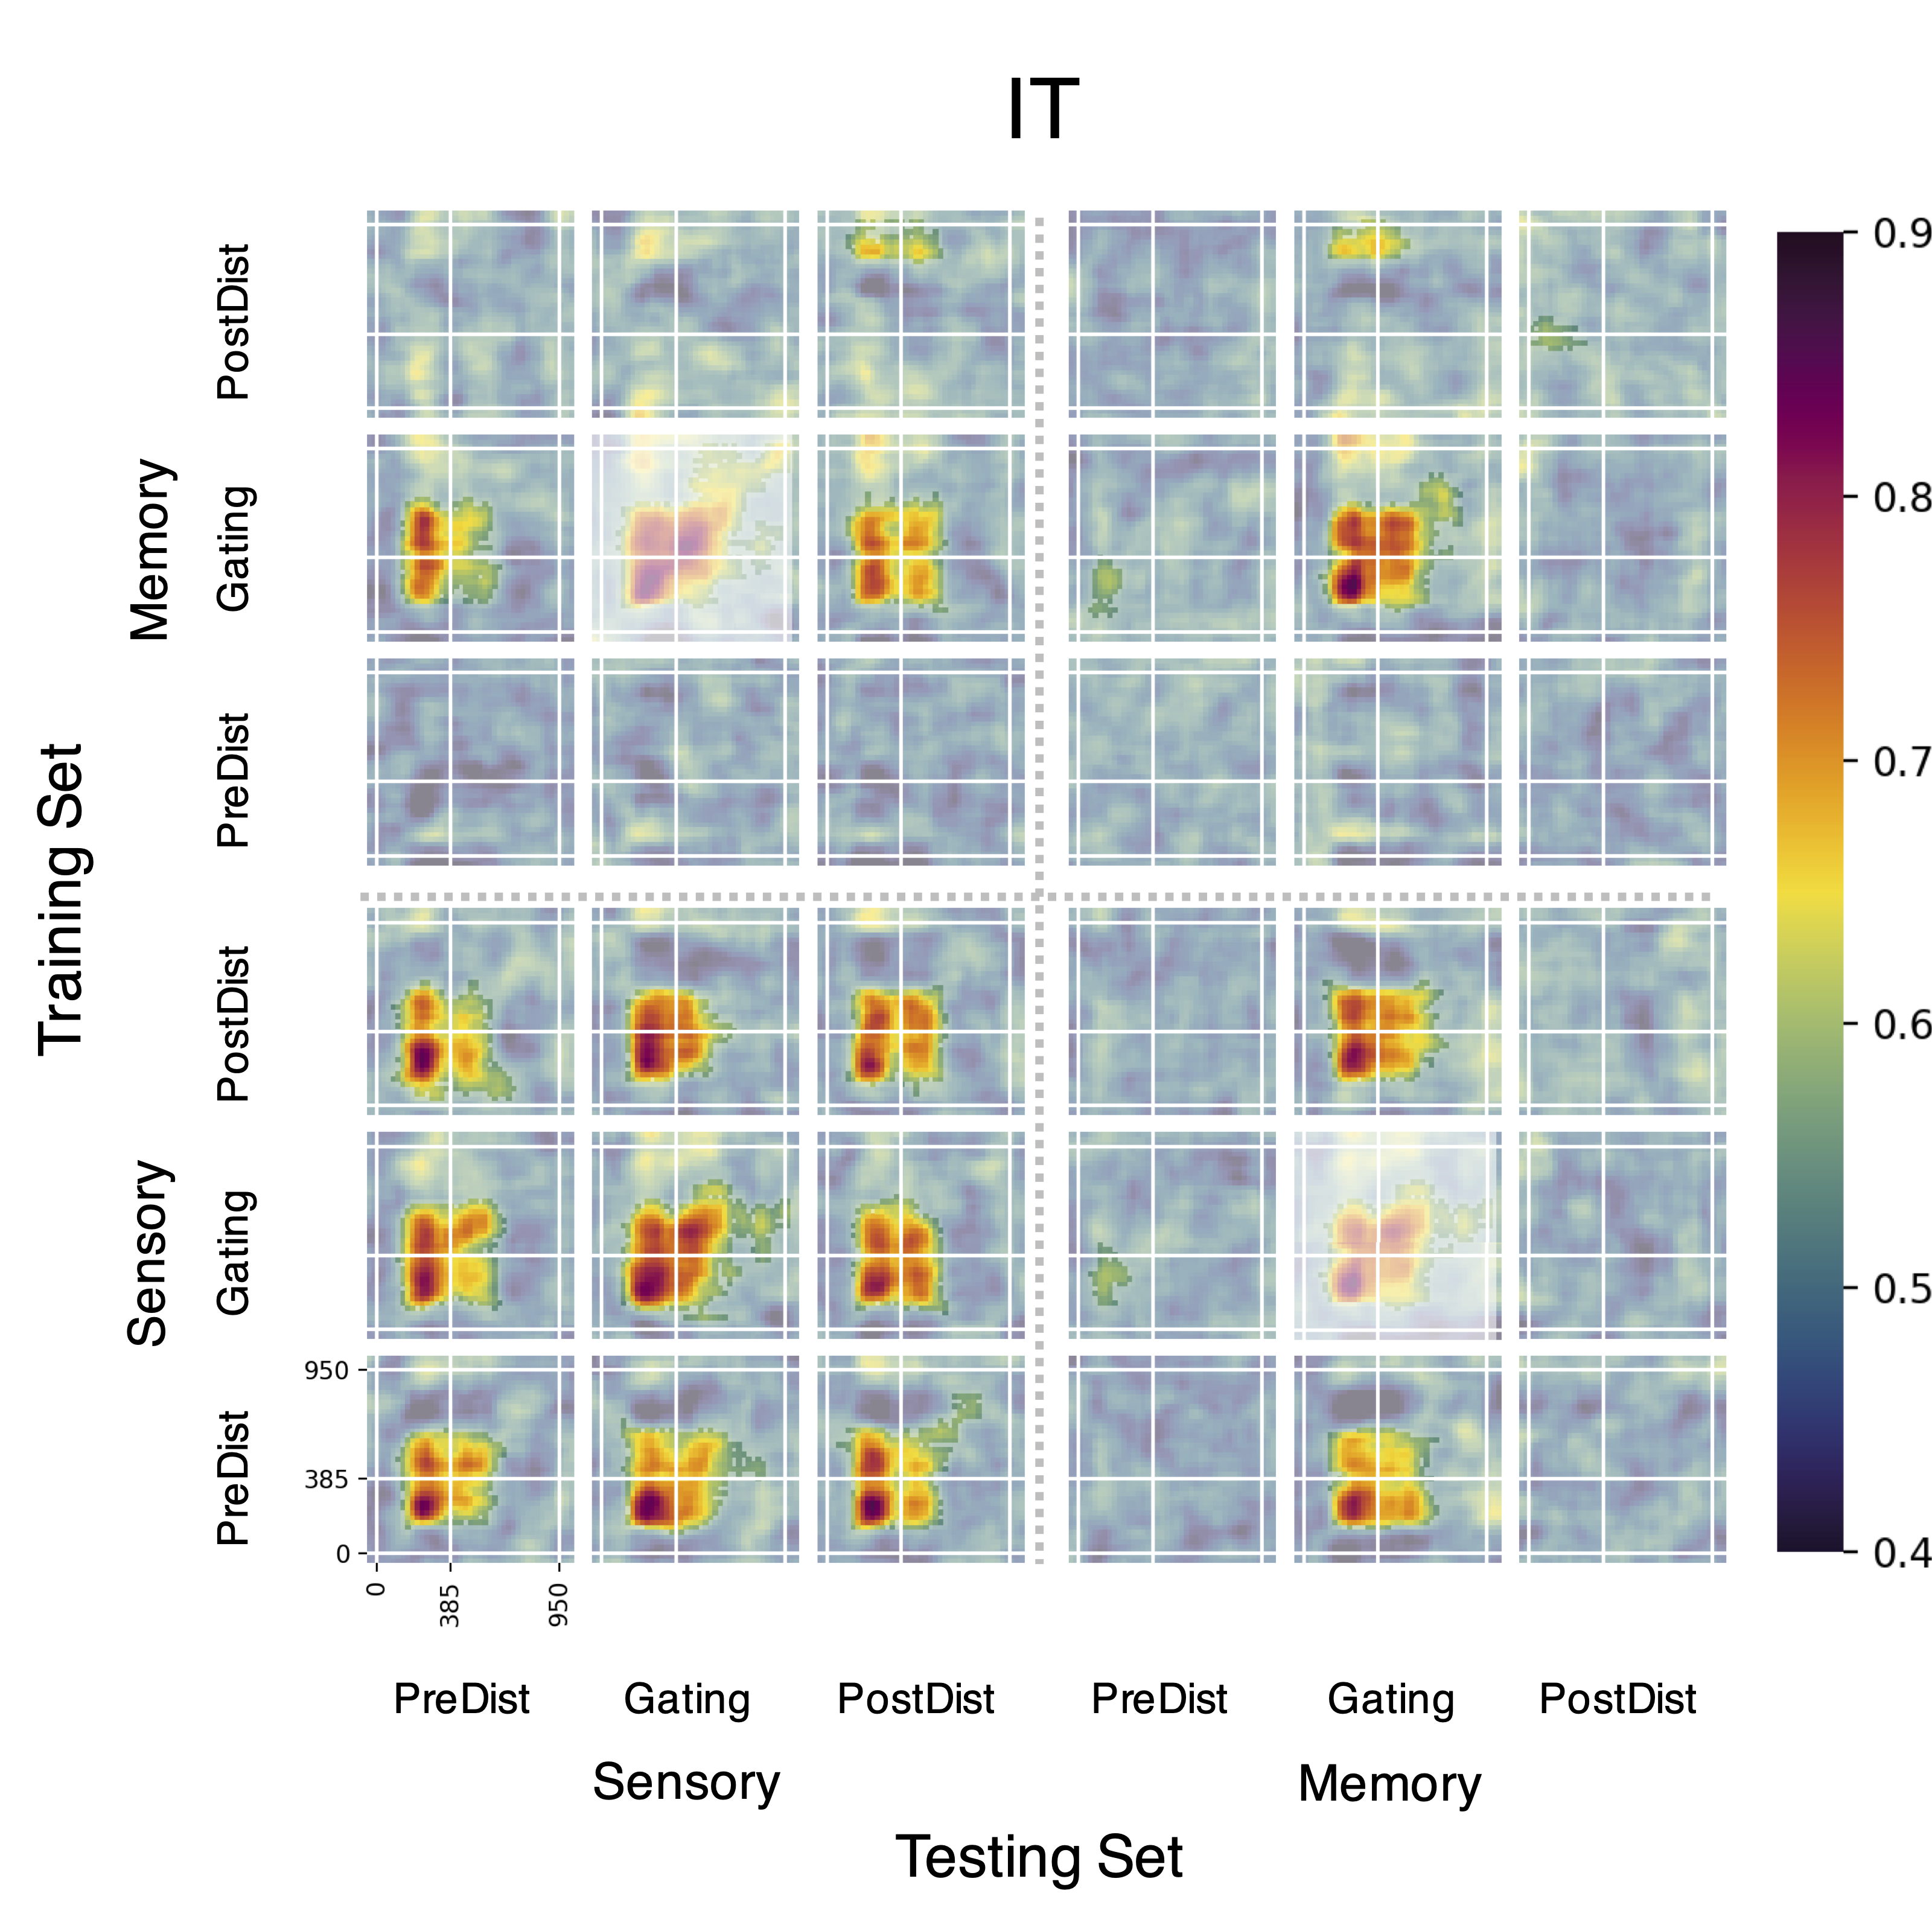 IT
Training Set
Memory
PostDist
Gating
PreDist
Sensory
PostDist
Gating
PreDist
950
385
0
0
385
950
PreDist
Gating
PostDist
PreDist
Gating
PostDist
Sensory
Memory
Testing Set
0.9
0.8
0.7
0.6
0.5
0.4